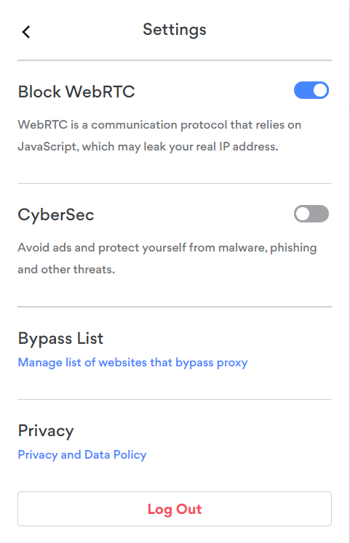 Settings
Block WebRTC
WebRTC is a communication protocol that relies on
JavaScript, which may leak your real IP address.
CyberSec
Avoid ads and protect yourself from malware, phishing
and other threats.
Bypass List
Manage list of websites that bypass proxy
Privacy
Privacy and Data Policy
Log Out